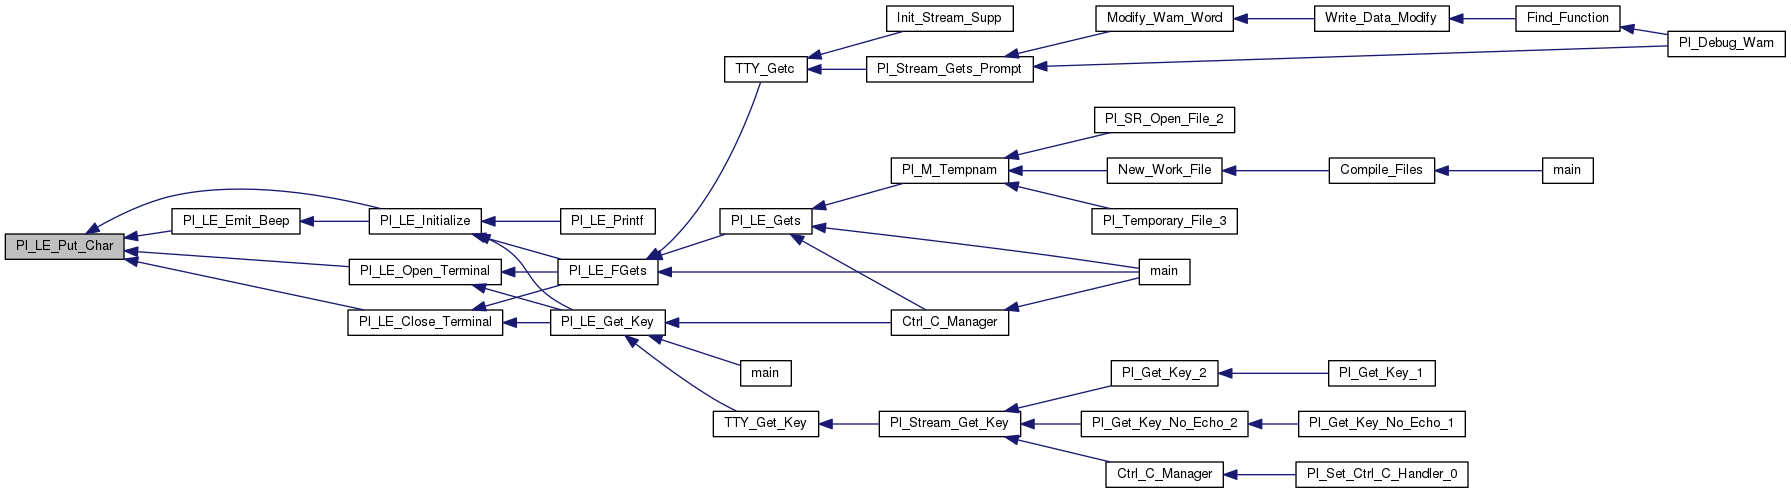 Init_Stream_Supp
Modify_Wam_Word
Write_Data_Modify
Find_Function
Pl_Debug_Wam
TTY_Getc
Pl_Stream_Gets_Prompt
Pl_SR_Open_File_2
Pl_M_Tempnam
New_Work_File
Compile_Files
main
Pl_LE_Emit_Beep
Pl_LE_Initialize
Pl_LE_Printf
Pl_LE_Gets
Pl_Temporary_File_3
Pl_LE_Put_Char
Pl_LE_Open_Terminal
Pl_LE_FGets
main
Pl_LE_Close_Terminal
Pl_LE_Get_Key
Ctrl_C_Manager
main
Pl_Get_Key_2
Pl_Get_Key_1
TTY_Get_Key
Pl_Stream_Get_Key
Pl_Get_Key_No_Echo_2
Pl_Get_Key_No_Echo_1
Ctrl_C_Manager
Pl_Set_Ctrl_C_Handler_0